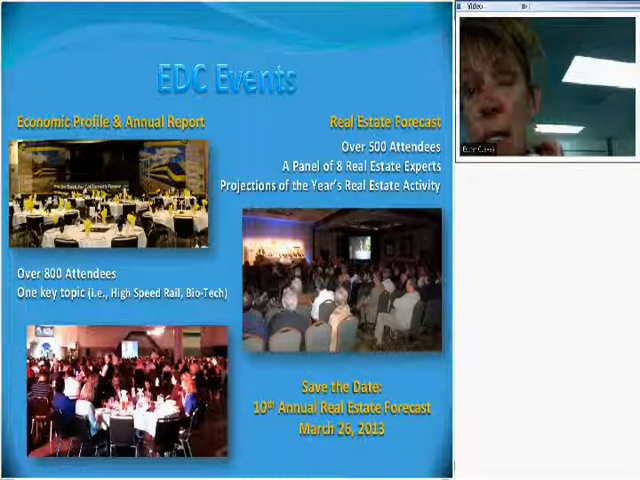 Video
EDC Events
Economic Profile & Annual Report
Real Estate Forecast
Over 500 Attendees
A Panel of 8 Real Estate Experts
Projections of the Year's Real Estate Activity
Over 800 Attendees
One key topic (i.e., High Speed Rail, Bio-Tech)
Save the Date:
10th Annual Real Estate Forecast
March 26, 2013